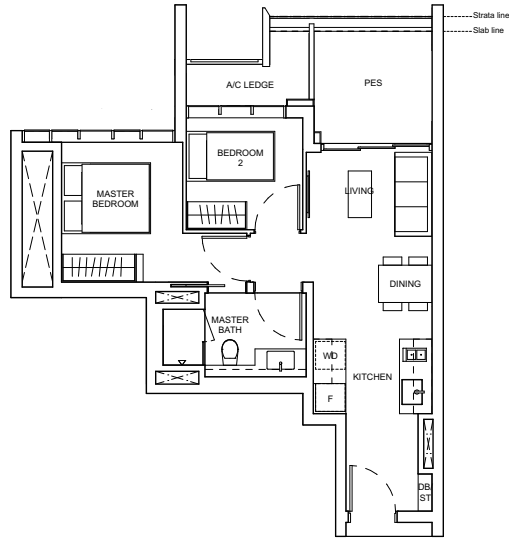 Strata line
Slab line
A/C LEDGE
PES
BEDROOM
2
MASTER
BEDROOM
LIVING
DINING
MASTER
BATH
WD
F
KITCHEN
DB/
ST